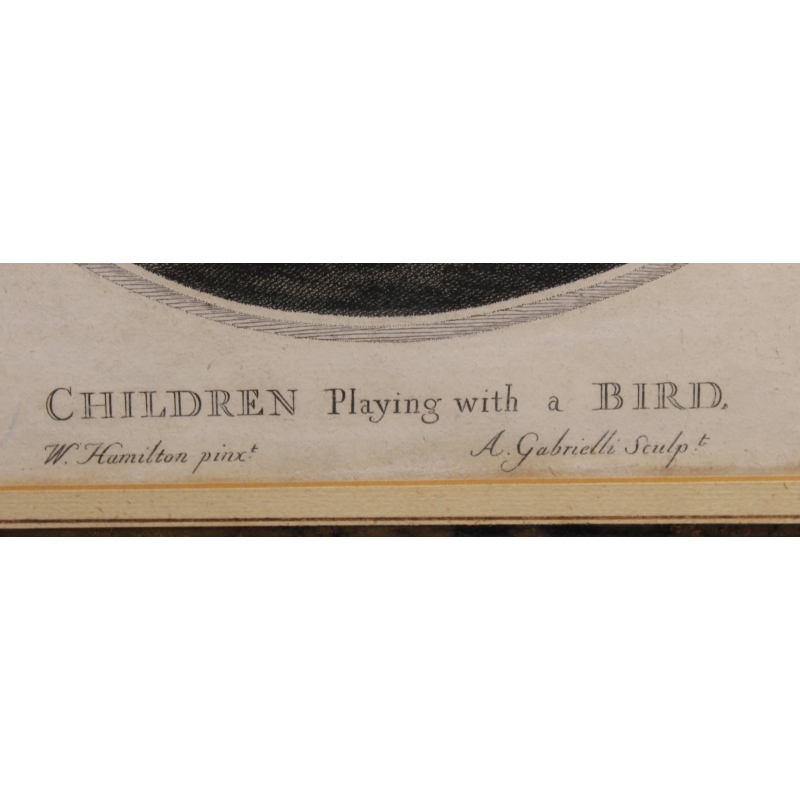 CHILDREN Playing with a BIRD.
W. Hamilton pinx.t A. Gabrielli Sculp.t